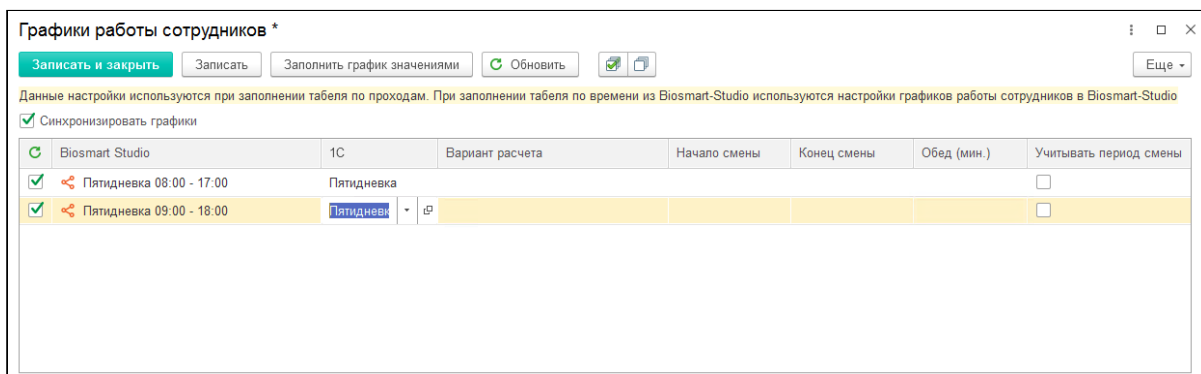 Графики работы сотрудников *
Записать и закрыть Записать Заполнить график значениями Обновить Еще
Данные настройки используются при заполнении табеля по проходам. При заполнении табеля по времени из Biosmart-Studio используются настройки графиков работы сотрудников в Biosmart-Studio
Синхронизировать графики
Biosmart Studio 1С Вариант расчета Начало смены Конец смены Обед (мин.) Учитывать период смены
Пятидневка 08:00 - 17:00 Пятидневка
Пятидневка 09:00 - 18:00 Пятидневк